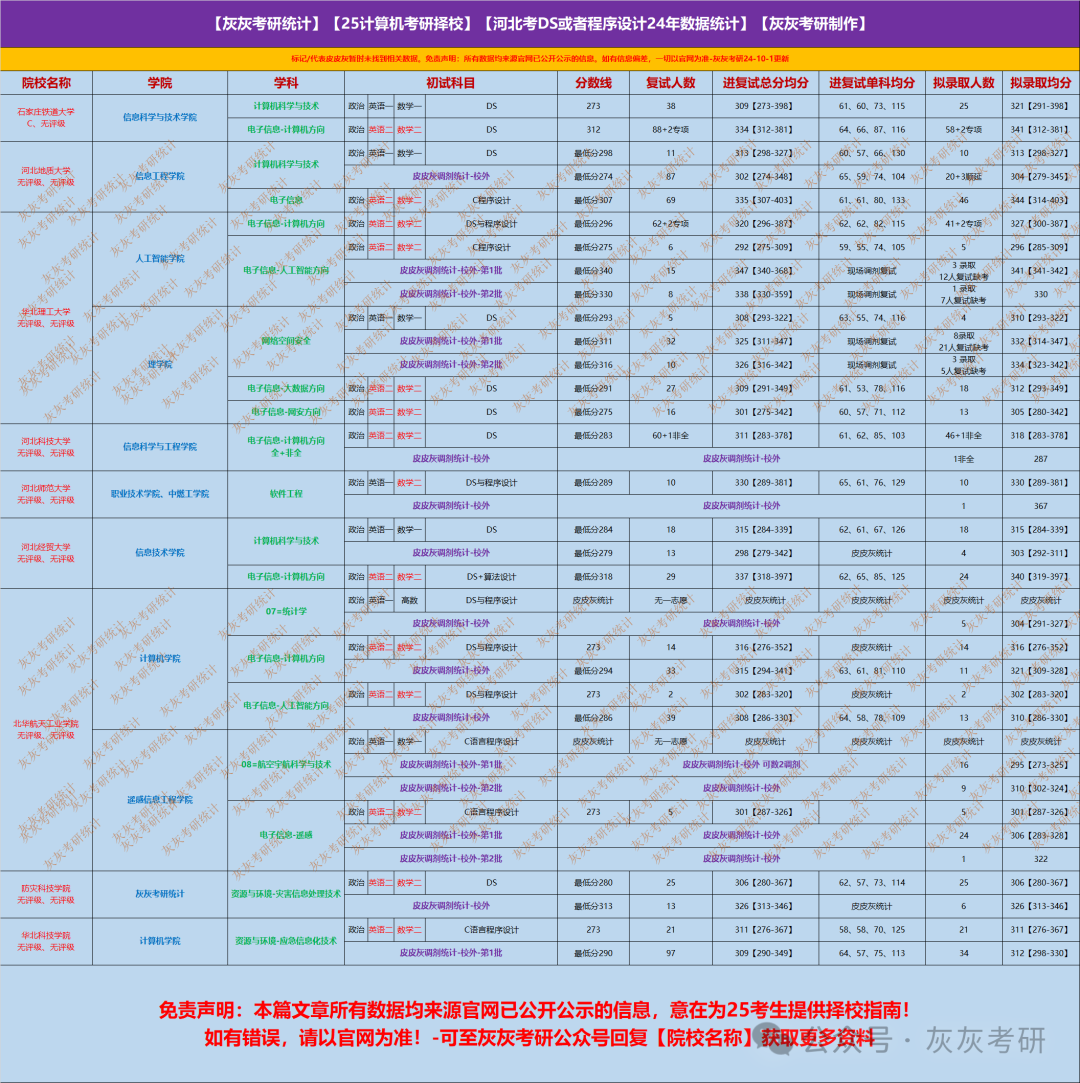 【灰灰考研统计】【25计算机考研择校】【河北考DS或者程序设计24年数据统计】【灰灰考研制作】
标记/代表皮皮灰暂时未找到相关数据，免责声明：所有数据均来源官网已公开公示的信息，如有信息偏差，一切以官网为准-灰灰考研24-10-1更新
院校名称 学院 学科 初试科目 分数线 复试人数 进复试总分均分 进复试单科均分 拟录取人数 拟录取均分
石家庄铁道大学
C、无评级
信息科学与技术学院
计算机科学与技术 政治 英语一 数学一 DS 273 38 309【273-398】 61、60、73、115 25 321【291-398】
电子信息-计算机方向 政治 英语二 数学二 DS 312 88+2专项 334【312-381】 64、66、87、116 58+2专项 341【312-381】
河北地质大学
无评级、无评级
信息工程学院
计算机科学与技术 政治 英语一 数学一 DS 最低分298 11 313【298-327】 60、57、66、130 10 313【298-327】
皮皮灰调剂统计-校外 最低分274 87 302【274-348】 65、59、74、104 20+3顺延 304【279-345】
电子信息 政治 英语二 数学二 C程序设计 最低分307 69 335【307-403】 61、61、80、133 46 344【314-403】
华北理工大学
无评级、无评级
人工智能学院
电子信息-计算机方向 政治 英语二 数学二 DS与程序设计 最低分296 62+2专项 320【296-387】 62、62、82、115 41+2专项 327【300-387】
电子信息-人工智能方向 政治 英语二 数学二 C程序设计 最低分275 6 292【275-309】 59、55、74、105 5 296【285-309】
皮皮灰调剂统计-校外-第1批 最低分340 15 347【340-368】 现场调剂复试 3 录取
12人复试缺考 341【341-342】
皮皮灰调剂统计-校外-第2批 最低分330 8 338【330-359】 现场调剂复试 1 录取
7人复试缺考 330
理学院
网络空间安全 政治 英语一 数学一 DS 最低分293 5 308【293-322】 63、55、74、116 4 310【293-322】
皮皮灰调剂统计-校外-第1批 最低分311 32 325【311-347】 现场调剂复试 8录取
21人复试缺考 332【314-347】
皮皮灰调剂统计-校外-第2批 最低分316 10 326【316-342】 现场调剂复试 3 录取
5人复试缺考 334【323-342】
电子信息-大数据方向 政治 英语二 数学二 DS 最低分291 27 309【291-349】 61、53、78、116 18 312【293-349】
电子信息-网安方向 政治 英语二 数学二 DS 最低分275 16 301【275-342】 60、57、71、112 13 305【280-342】
河北科技大学
无评级、无评级
信息科学与工程学院
电子信息-计算机方向
全+非全
政治 英语二 数学二 DS 最低分283 60+1非全 311【283-378】 61、62、85、103 46+1非全 318【283-378】
皮皮灰调剂统计-校外 皮皮灰调剂统计-校外 1非全 287
河北师范大学
无评级、无评级
职业技术学院、中燃工学院
软件工程 政治 英语一 数学二 DS与程序设计 最低分289 10 330【289-381】 65、61、76、129 10 330【289-381】
皮皮灰调剂统计-校外 皮皮灰调剂统计-校外 1 367
河北经贸大学
无评级、无评级
信息技术学院
计算机科学与技术 政治 英语一 数学一 DS 最低分284 18 315【284-339】 62、61、67、126 18 315【284-339】
皮皮灰调剂统计-校外 最低分279 13 298【279-342】 皮皮灰统计 4 303【292-311】
电子信息-计算机方向 政治 英语二 数学二 DS+算法设计 最低分318 29 337【318-397】 62、65、85、125 24 340【319-397】
北华航天工业学院
无评级、无评级
计算机学院
07=统计学 政治 英语一 高数 DS与程序设计 皮皮灰统计 无一志愿 皮皮灰统计 皮皮灰统计 皮皮灰统计 皮皮灰统计
皮皮灰调剂统计-校外 皮皮灰调剂统计-校外 5 304【291-327】
电子信息-计算机方向 政治 英语二 数学二 DS与程序设计 273 14 316【276-352】 皮皮灰统计 14 316【276-352】
皮皮灰调剂统计-校外 最低分294 33 315【294-341】 63、61、81、110 11 321【309-328】
电子信息-人工智能方向 政治 英语二 数学二 DS与程序设计 273 2 302【283-320】 皮皮灰统计 2 302【283-320】
皮皮灰调剂统计-校外 最低分286 39 308【286-330】 64、58、78、109 13 310【286-330】
遥感信息工程学院
08=航空宇航科学与技术 政治 英语一 数学一 C语言程序设计 皮皮灰统计 无一志愿 皮皮灰统计 皮皮灰统计 皮皮灰统计 皮皮灰统计
皮皮灰调剂统计-校外-第1批 皮皮灰调剂统计-校外 可数2调剂 16 295【273-325】
皮皮灰调剂统计-校外-第2批 皮皮灰调剂统计-校外 9 310【302-324】
电子信息-遥感 政治 英语二 数学二 C语言程序设计 273 5 301【287-326】 5 301【287-326】
皮皮灰调剂统计-校外-第1批 皮皮灰调剂统计-校外 24 306【283-328】
皮皮灰调剂统计-校外-第2批 皮皮灰调剂统计-校外 1 322
防灾科技学院
无评级、无评级
灰灰考研统计
资源与环境-灾害信息处理技术 政治 英语二 数学二 DS 最低分280 25 306【280-367】 62、57、73、114 25 306【280-367】
皮皮灰调剂统计-校外 最低分313 13 326【313-346】 皮皮灰统计 6 326【313-346】
华北科技学院
无评级、无评级
计算机学院
资源与环境-应急信息化技术 政治 英语二 数学二 C语言程序设计 273 21 311【276-367】 58、58、70、125 21 311【276-367】
皮皮灰调剂统计-校外-第1批 最低分290 97 309【290-349】 64、57、75、113 34 312【298-330】
免责声明：本篇文章所有数据均来源官网已公开公示的信息，意在为25考生提供择校指南！
如有错误，请以官网为准！-可至灰灰考研公众号回复【院校名称】获取更多资料
公众号 · 灰灰考研